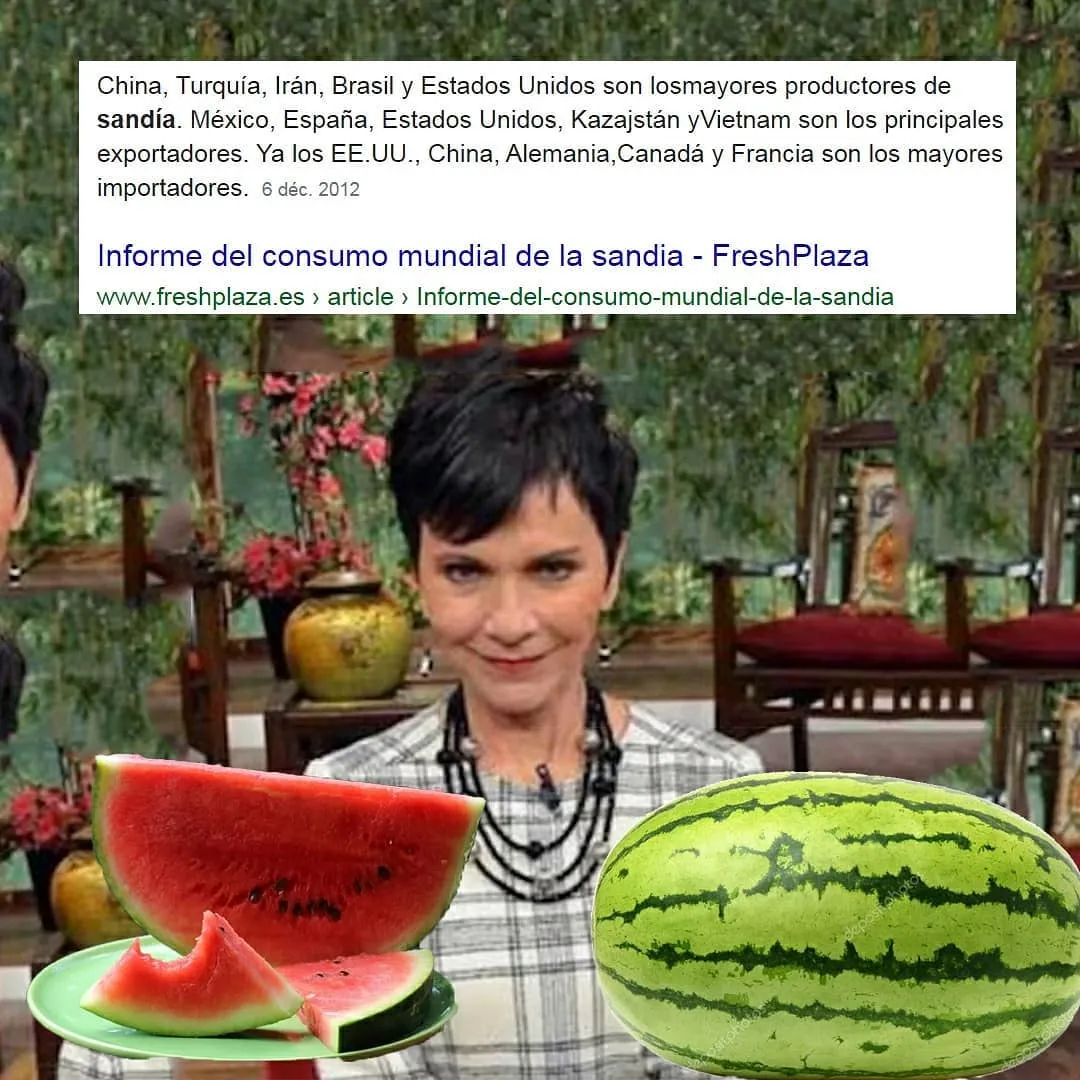 China, Turquía, Irán, Brasil y Estados Unidos son losmayores productores de
sandía. México, España, Estados Unidos, Kazajstán yVietnam son los principales
exportadores. Ya los EE.UU., China, Alemania,Canadá y Francia son los mayores
importadores. 6 déc. 2012
Informe del consumo mundial de la sandia - FreshPlaza
www.freshplaza.es › article › Informe-del-consumo-mundial-de-la-sandia
depositphotos